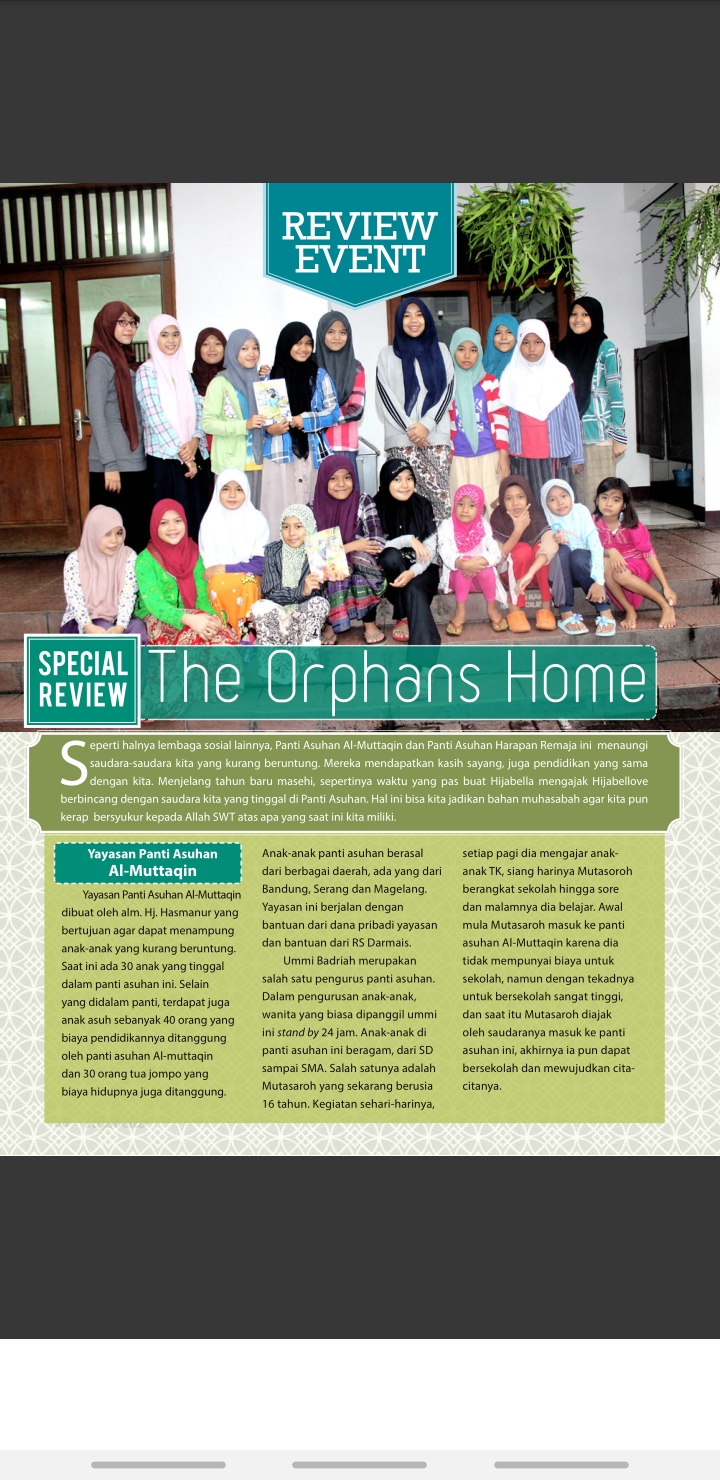 REVIEW
EVENT
SPECIAL
REVIEW
The Orphans Home
Seperti halnya lembaga sosial lainnya, Panti Asuhan Al-Muttaqin dan Panti Asuhan Harapan Remaja ini menaungi
saudara-saudara kita yang kurang beruntung. Mereka mendapatkan kasih sayang, juga pendidikan yang sama
dengan kita. Menjelang tahun baru masehi, sepertinya waktu yang pas buat Hijabella mengajak Hijabellove
berbincang dengan saudara kita yang tinggal di Panti Asuhan. Hal ini bisa kita jadikan bahan muhasabah agar kita pun
kerap bersyukur kepada Allah SWT atas apa yang saat ini kita miliki.
Yayasan Panti Asuhan
Al-Muttaqin
Yayasan Panti Asuhan Al-Muttaqin
dibuat oleh alm. Hj. Hasmanur yang
bertujuan agar dapat menampung
anak-anak yang kurang beruntung.
Saat ini ada 30 anak yang tinggal
dalam panti asuhan ini. Selain
yang didalam panti, terdapat juga
anak asuh sebanyak 40 orang yang
biaya pendidikannya ditanggung
oleh panti asuhan Al-muttaqin
dan 30 orang tua jompo yang
biaya hidupnya juga ditanggung.
Anak-anak panti asuhan berasal
dari berbagai daerah, ada yang dari
Bandung, Serang dan Magelang.
Yayasan ini berjalan dengan
bantuan dari dana pribadi yayasan
dan bantuan dari RS Darmais.
Ummi Badriah merupakan
salah satu pengurus panti asuhan.
Dalam pengurusan anak-anak,
wanita yang biasa dipanggil ummi
ini stand by 24 jam. Anak-anak di
panti asuhan ini beragam, dari SD
sampai SMA. Salah satunya adalah
Mutasaroh yang sekarang berusia
16 tahun. Kegiatan sehari-harinya,
setiap pagi dia mengajar anak-
anak TK, siang harinya Mutasoroh
berangkat sekolah hingga sore
dan malamnya dia belajar. Awal
mula Mutasaroh masuk ke panti
asuhan Al-Muttaqin karena dia
tidak mempunyai biaya untuk
sekolah, namun dengan tekadnya
untuk bersekolah sangat tinggi,
dan saat itu Mutasaroh diajak
oleh saudaranya masuk ke panti
asuhan ini, akhirnya ia pun dapat
bersekolah dan mewujudkan cita-
citanya.